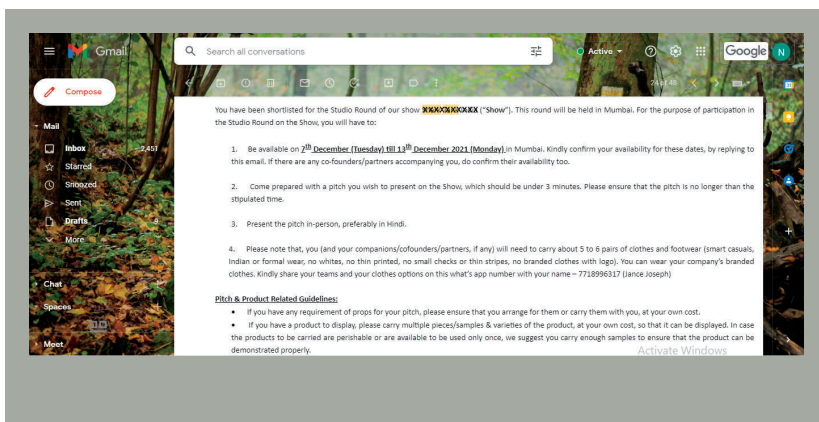 Gmail
Search all conversations
Active
Google
N
Compose
24 of 48
Mail
Inbox 2,451
Starred
Snoozed
Sent
Drafts 9
More
Chat
Spaces
Meet
You have been shortlisted for the Studio Round of our show XXXXXXXXXX (“Show”). This round will be held in Mumbai. For the purpose of participation in
the Studio Round on the Show, you will have to:
1. Be available on 7th December (Tuesday) till 13th December 2021 (Monday) in Mumbai. Kindly confirm your availability for these dates, by replying to
this email. If there are any co-founders/partners accompanying you, do confirm their availability too.
2. Come prepared with a pitch you wish to present on the Show, which should be under 3 minutes. Please ensure that the pitch is no longer than the
stipulated time.
3. Present the pitch in-person, preferably in Hindi.
4. Please note that, you (and your companions/cofounders/partners, if any) will need to carry about 5 to 6 pairs of clothes and footwear (smart casuals,
Indian or formal wear, no whites, no thin printed, no small checks or thin stripes, no branded clothes with logo). You can wear your company's branded
clothes. Kindly share your teams and your clothes options on this what's app number with your name – 7718996317 (Jance Joseph)
Pitch & Product Related Guidelines:
• If you have any requirement of props for your pitch, please ensure that you arrange for them or carry them with you, at your own cost.
• If you have a product to display, please carry multiple pieces/samples & varieties of the product, at your own cost, so that it can be displayed. In case
the products to be carried are perishable or are available to be used only once, we suggest you carry enough samples to ensure that the product can be
demonstrated properly.
Activate Windows